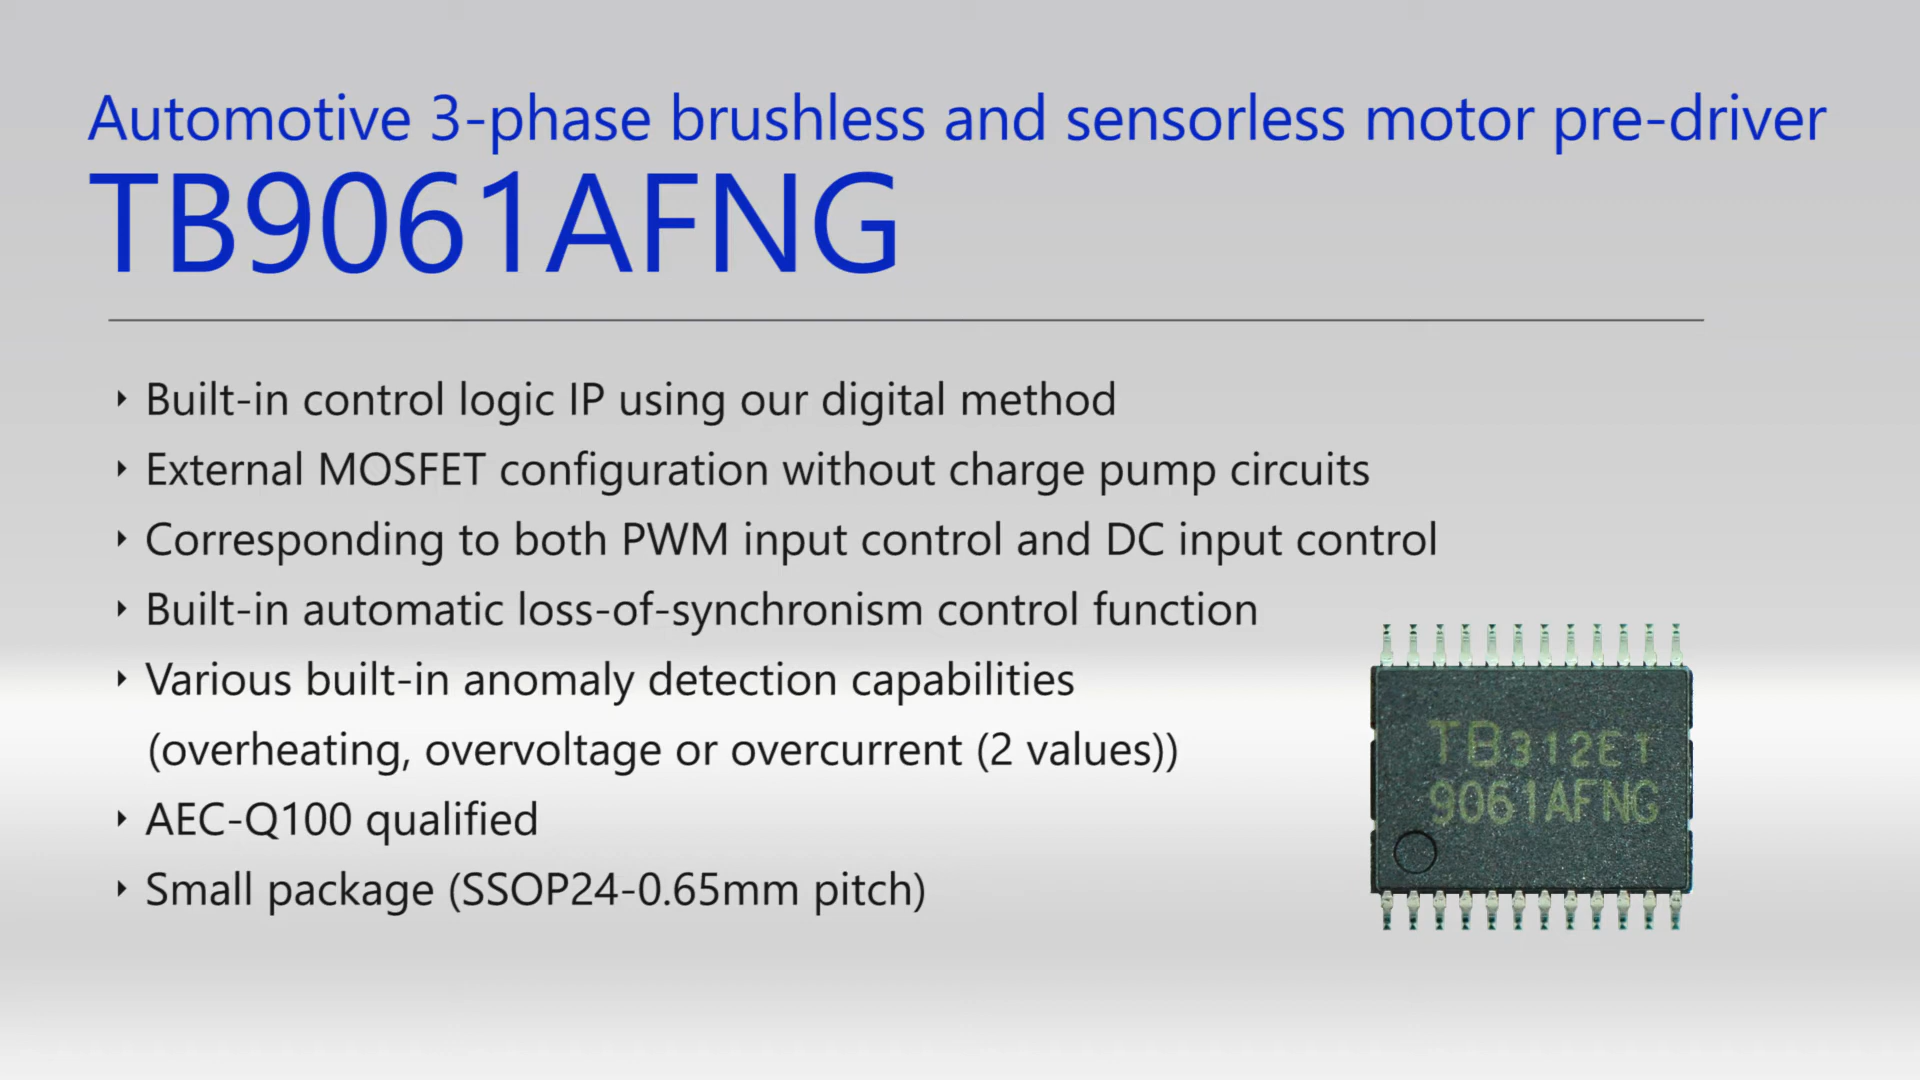 Automotive 3-phase brushless and sensorless motor pre-driver
TB9061AFNG
‣ Built-in control logic IP using our digital method
‣ External MOSFET configuration without charge pump circuits
‣ Corresponding to both PWM input control and DC input control
‣ Built-in automatic loss-of-synchronism control function
‣ Various built-in anomaly detection capabilities
(overheating, overvoltage or overcurrent (2 values))
‣ AEC-Q100 qualified
‣ Small package (SSOP24-0.65mm pitch)
TB312E1
9061AFNG